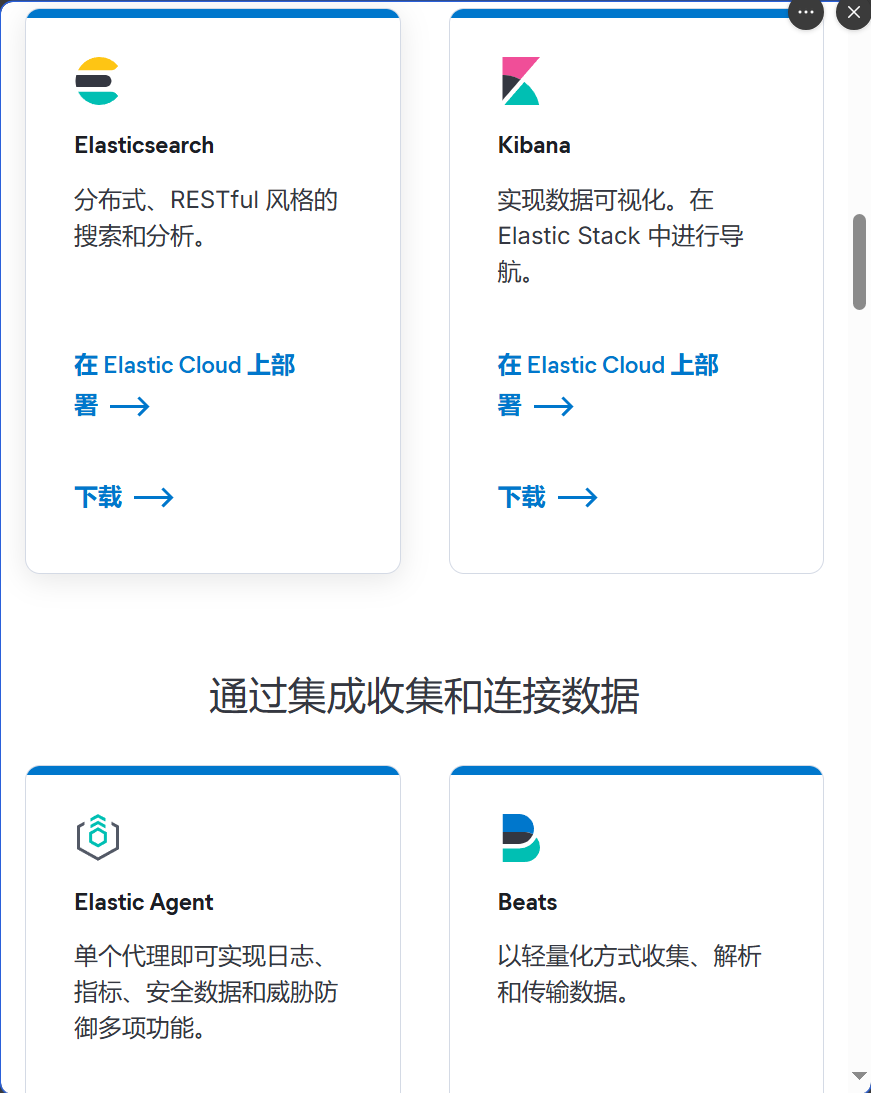 Elasticsearch
分布式、RESTful 风格的
搜索和分析。
在 Elastic Cloud 上部
署
下载
Kibana
实现数据可视化。在
Elastic Stack 中进行导
航。
在 Elastic Cloud 上部
署
下载
通过集成收集和连接数据
Elastic Agent
单个代理即可实现日志、
指标、安全数据和威胁防
御多项功能。
Beats
以轻量化方式收集、解析
和传输数据。